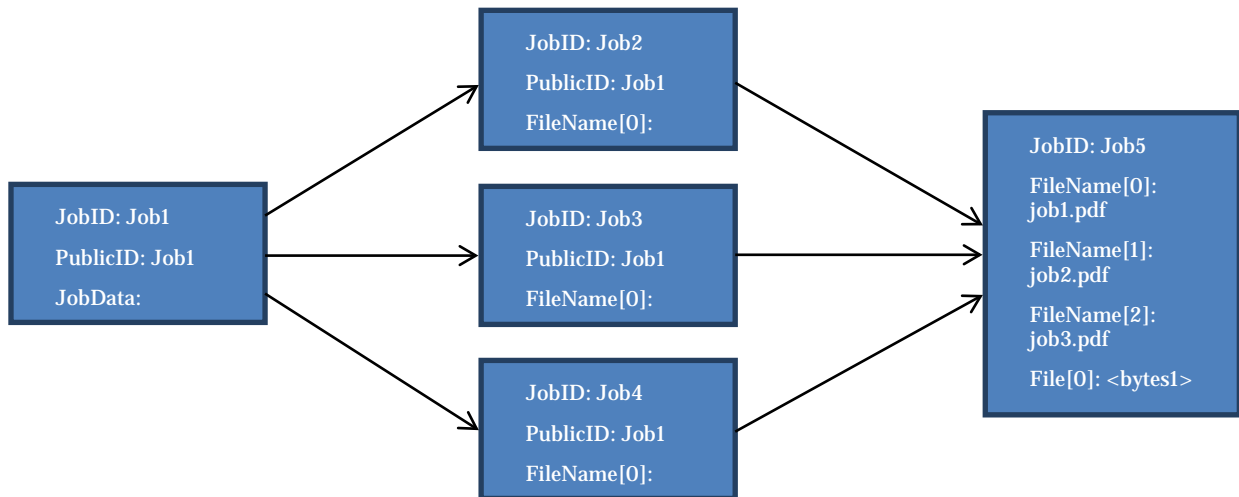 JobID: Job1
PublicID: Job1
JobData:
JobID: Job2
PublicID: Job1
FileName[0]:
JobID: Job3
PublicID: Job1
FileName[0]:
JobID: Job4
PublicID: Job1
FileName[0]:
JobID: Job5
FileName[0]:
job1.pdf
FileName[1]:
job2.pdf
FileName[2]:
job3.pdf
File[0]: <bytes1>